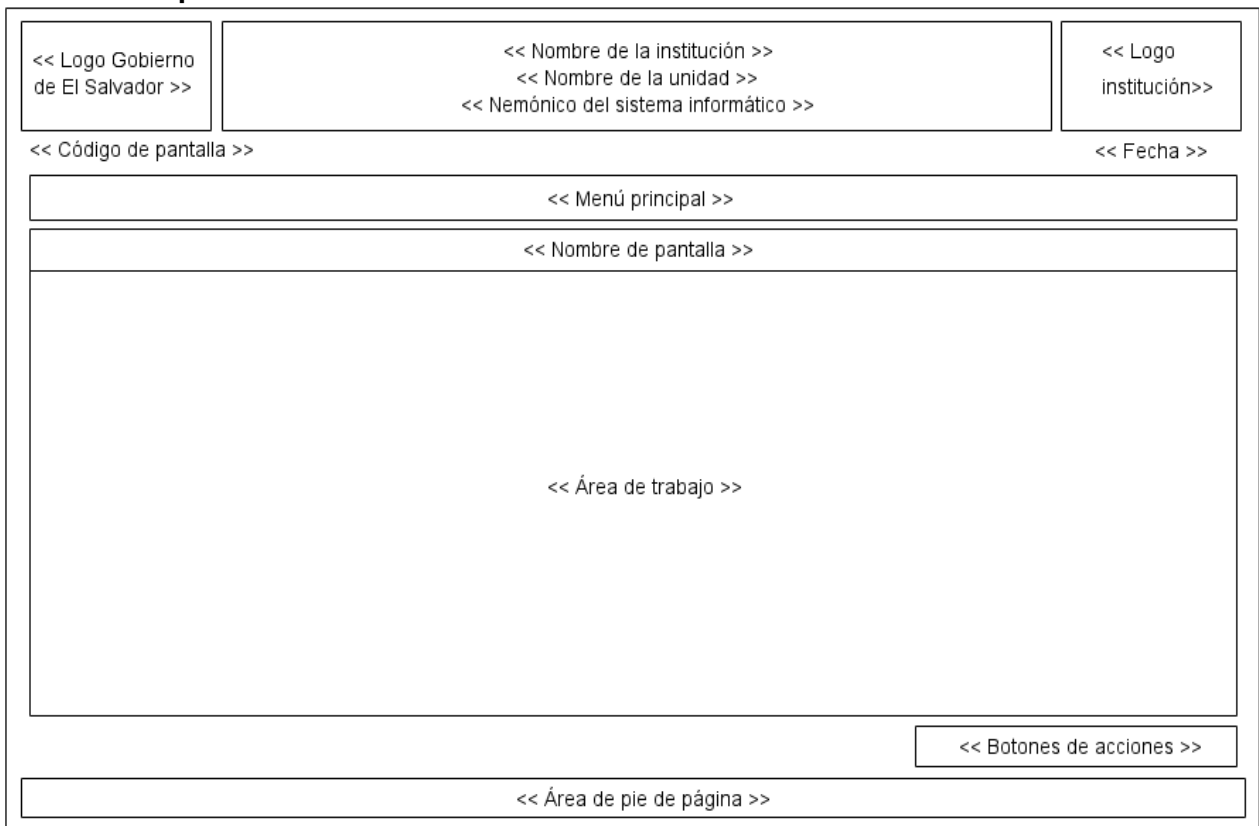 << Logo Gobierno
de El Salvador >>
<< Nombre de la institución >>
<< Nombre de la unidad >>
<< Nemónico del sistema informático >>
<< Logo
institución>>
<< Código de pantalla >>
<< Fecha >>
<< Menú principal >>
<< Nombre de pantalla >>
<< Área de trabajo >>
<< Botones de acciones >>
<< Área de pie de página >>